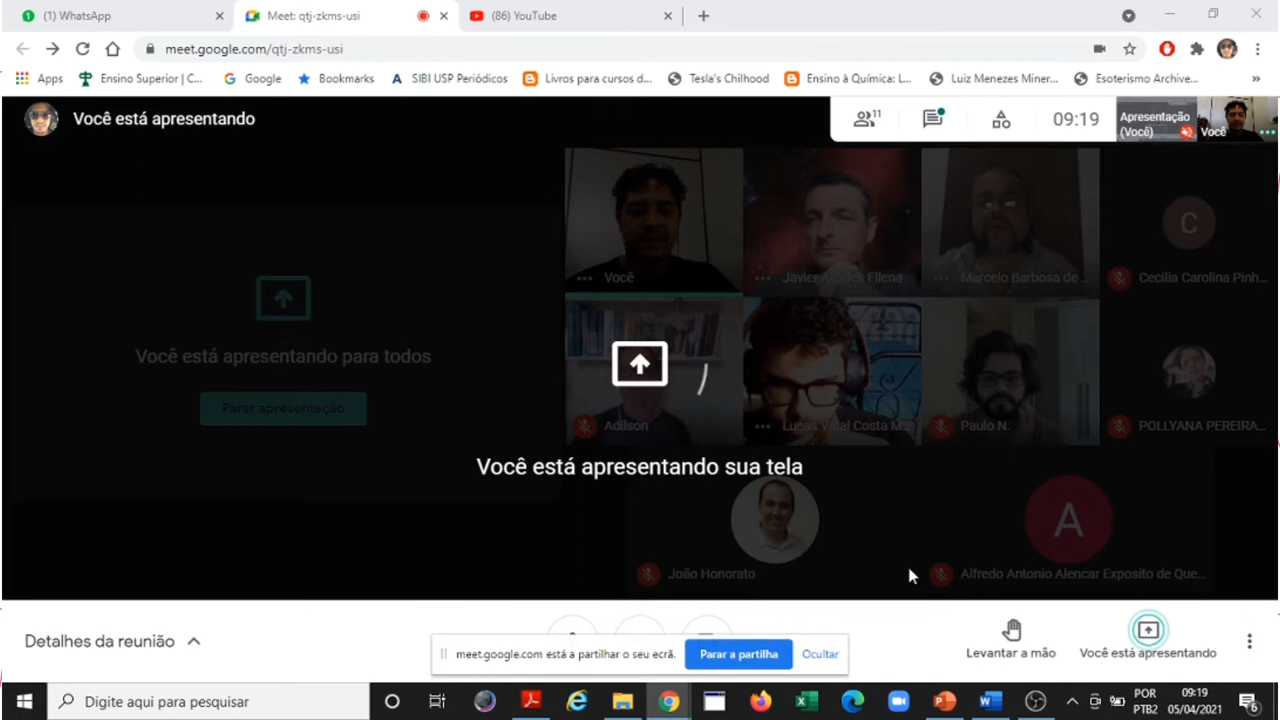 (1) WhatsApp
Meet: qtj-zkms-usi
(86) YouTube
meet.google.com/qtj-zkms-usi
Apps
Ensino Superior | C...
Google
Bookmarks
SIBI USP Periódicos
Livros para cursos d...
Tesla's Chilhood
Ensino à Química: L...
Luiz Menezes Miner...
Esoterismo Archive...
»
Você está apresentando
11
09:19
Apresentação
(Você)
Você
Você
Javier Alcides Ellena
Marcelo Barbosa de ...
C
Cecilia Carolina Pinh...
Você está apresentando para todos
Parar apresentação
Adilson
Lucas Vidal Costa M...
Paulo N.
POLLYANA PEREIRA...
Você está apresentando sua tela
João Honorato
A
Alfredo Antonio Alencar Exposito de Que...
Detalhes da reunião
meet.google.com está a partilhar o seu ecrã.
Parar a partilha
Ocultar
Levantar a mão
Você está apresentando
Digite aqui para pesquisar
POR
PTB2
09:19
05/04/2021
6